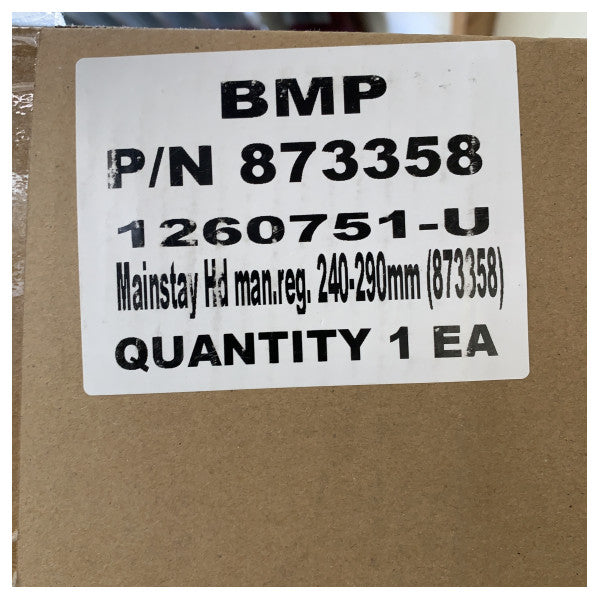 BMP
P/N 873358
1260751-U
Mainstay Hd man.reg. 240-290mm (873358)
QUANTITY 1 EA